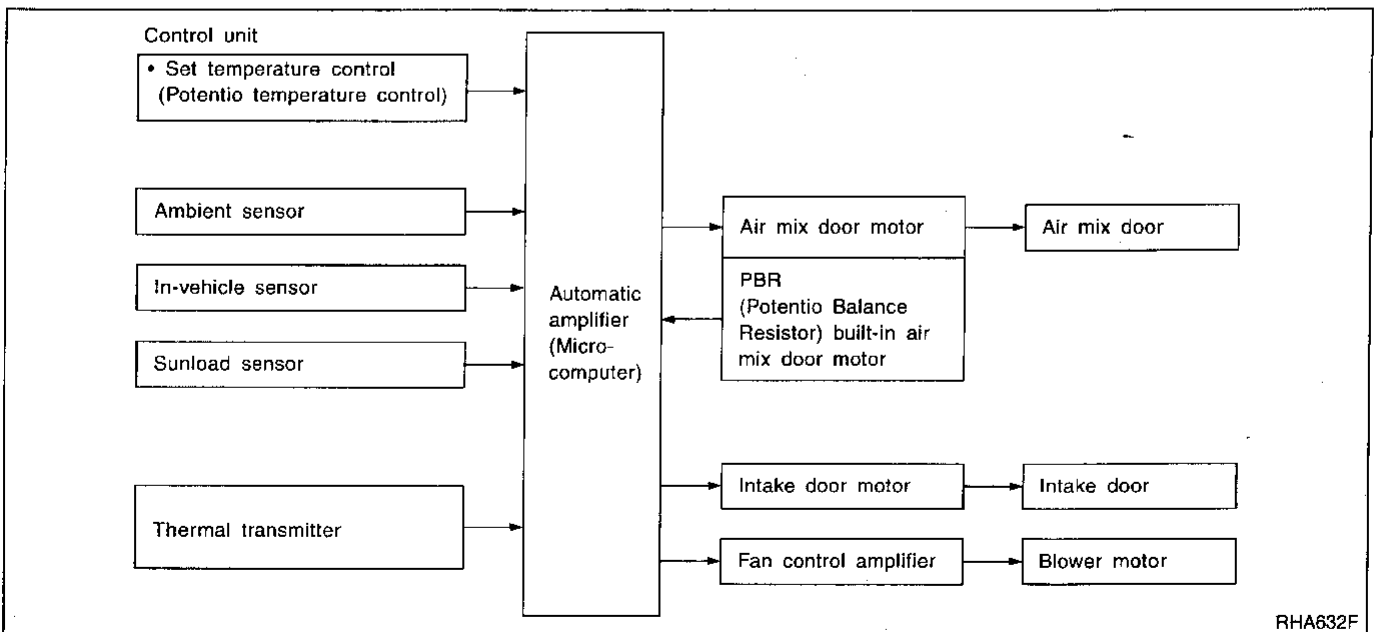 Control unit
• Set temperature control
(Potentio temperature control)
Ambient sensor
In-vehicle sensor
Sunload sensor
Thermal transmitter
Automatic
amplifier
(Micro-
computer)
Air mix door motor
PBR
(Potentio Balance
Resistor) built-in air
mix door motor
Air mix door
Intake door motor
Intake door
Fan control amplifier
Blower motor
RHA632F